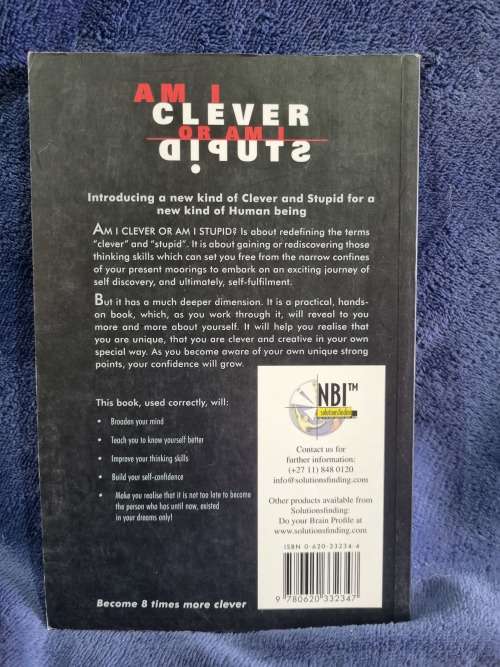 AM I
CLEVER
OR AM I
STUPID
Introducing a new kind of Clever and Stupid for a
new kind of Human being
AM I CLEVER OR AM I STUPID? Is about redefining the terms
"clever" and "stupid". It is about gaining or rediscovering those
thinking skills which can set you free from the narrow confines
of your present moorings to embark on an exciting journey of
self discovery, and ultimately, self-fulfilment.
But it has a much deeper dimension. It is a practical, hands-
on book, which, as you work through it, will reveal to you
more and more about yourself. It will help you realise that
you are unique, that you are clever and creative in your own
special way. As you become aware of your own unique strong
points, your confidence will grow.
This book, used correctly, will:
• Broaden your mind
• Teach you to know yourself better
• Improve your thinking skills
• Build your self-confidence
• Make you realise that it is not too late to become
the person who has until now, existed
in your dreams only!
Become 8 times more clever
NBI™
solutionsfinding
Contact us for
further information:
(+27 11) 848 0120
info@solutionsfinding.com
Other products available from
Solutionsfinding:
Do your Brain Profile at
www.solutionsfinding.com
ISBN 0-620-33234-4
9 780620 332347